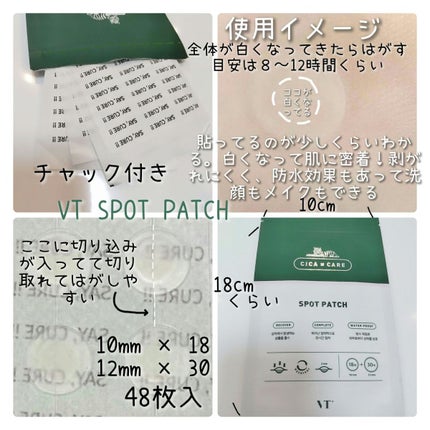 使用イメージ
全体が白くなってきたらはがす
目安は8〜12時間くらい
ココが
白くなっ
てる
チャック付き
貼ってるのが少しくらいわか
る。白くなって肌に密着！剥が
れにくく、防水効果もあって洗
顔もメイクもできる
VT SPOT PATCH
10cm
ここに切り込み
が入ってて切り
取れてはがしや
すい
18cm
くらい
10mm × 18
12mm × 30
48枚入
SAY, CURE !!
CICA CARE
SPOT PATCH
RECOVER
COMPLETE
WATER PROOF
VT